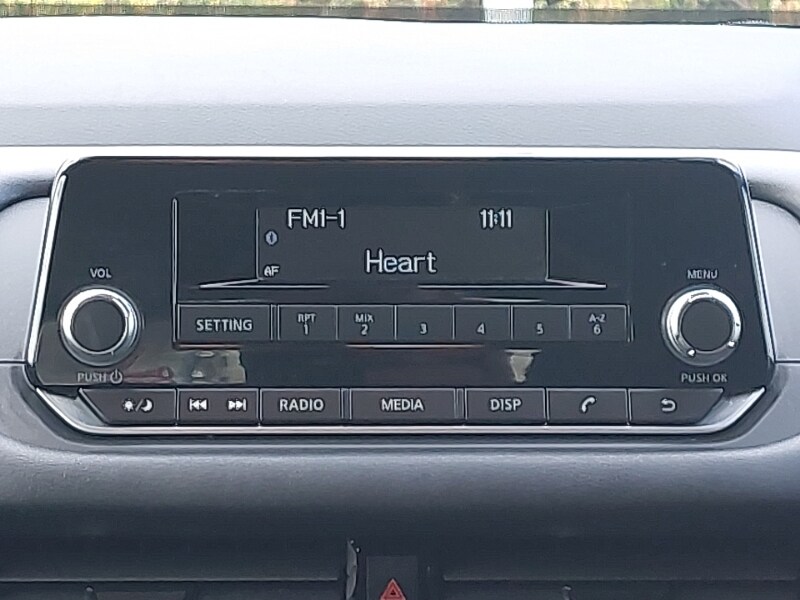 FM1-1 11:11
AF Heart
VOL MENU
SETTING RPT 1 MIX 2 3 4 5 A-Z 6
PUSH PUSH OK
RADIO MEDIA DISP